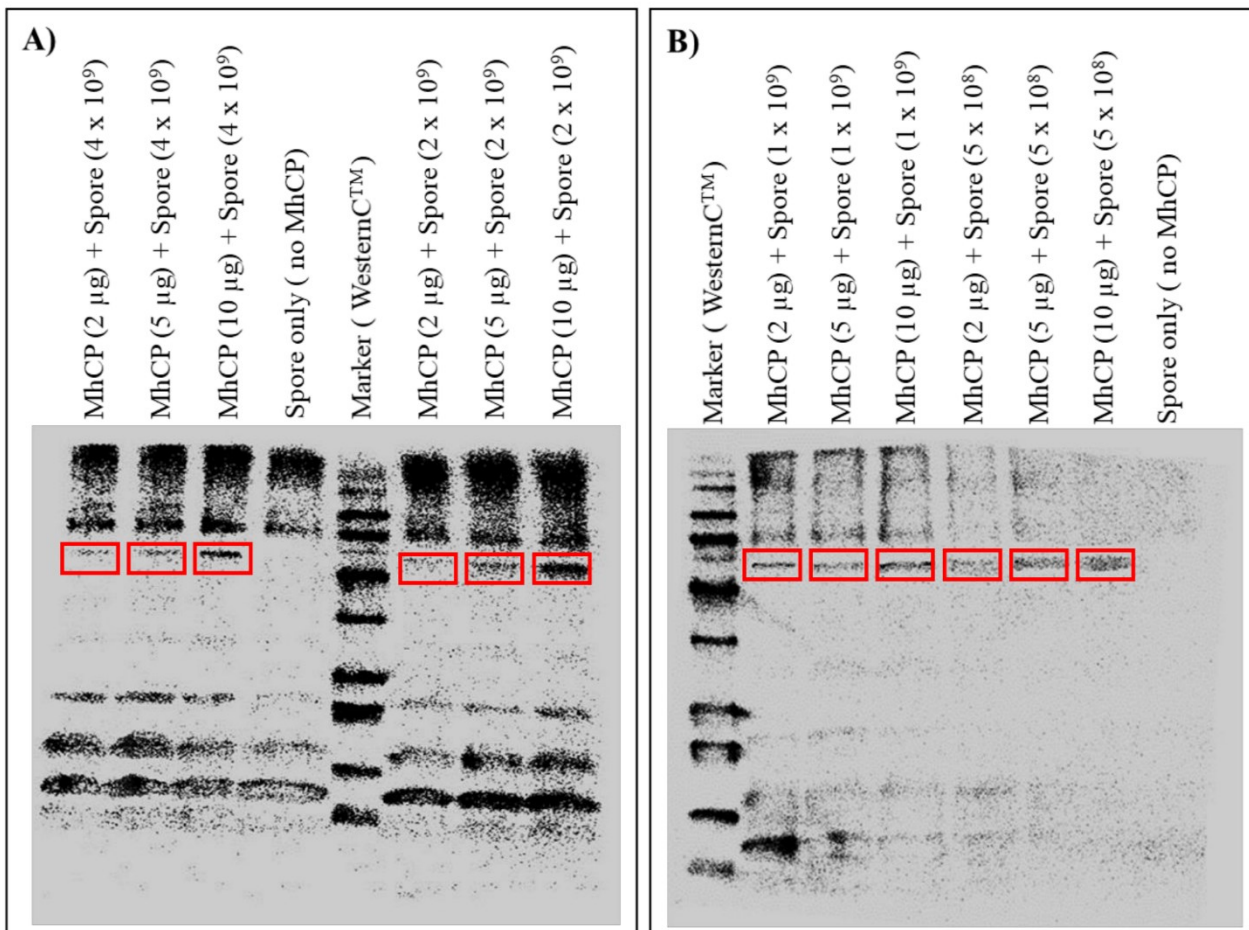 A)
MhCP (2 µg) + Spore (4 x 10⁹)
MhCP (5 µg) + Spore (4 x 10⁹)
MhCP (10 µg) + Spore (4 x 10⁹)
Spore only ( no MhCP)
Marker ( WesternC™)
MhCP (2 µg) + Spore (2 x 10⁹)
MhCP (5 µg) + Spore (2 x 10⁹)
MhCP (10 µg) + Spore (2 x 10⁹)
B)
Marker ( WesternC™)
MhCP (2 µg) + Spore (1 x 10⁹)
MhCP (5 µg) + Spore (1 x 10⁹)
MhCP (10 µg) + Spore (1 x 10⁹)
MhCP (2 µg) + Spore (5 x 10⁸)
MhCP (5 µg) + Spore (5 x 10⁸)
MhCP (10 µg) + Spore (5 x 10⁸)
Spore only ( no MhCP)